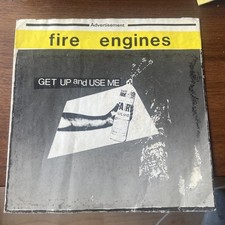 Advertisement
fire engines
GET UP and USE ME